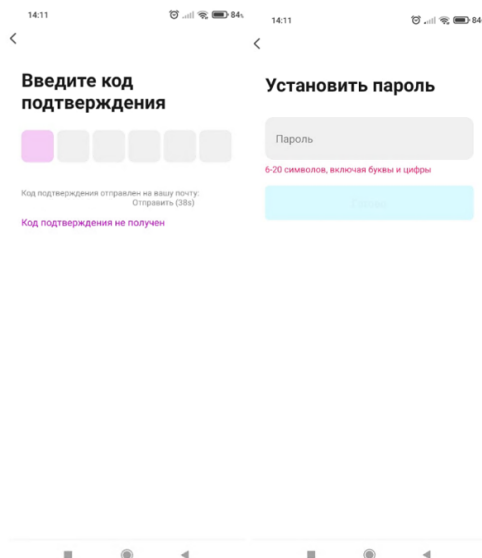 14:11
84%
Введите код
подтверждения
Код подтверждения отправлен на вашу почту:
Отправить (38s)
Код подтверждения не получен
14:11
84
Установить пароль
Пароль
6-20 символов, включая буквы и цифры